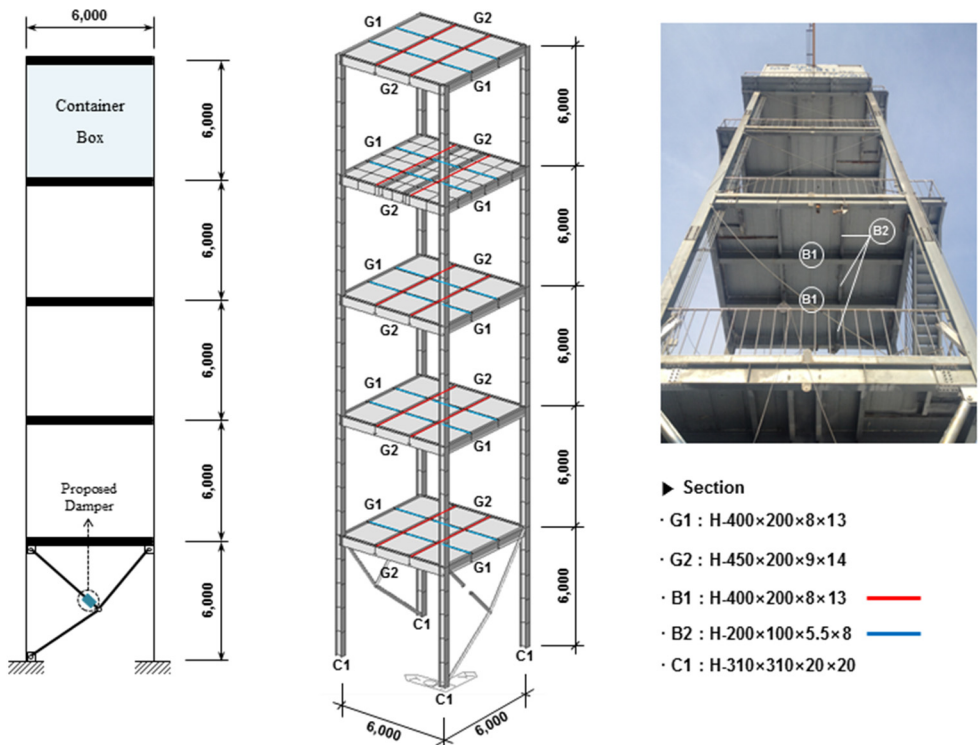 6,000
Container
Box
6,000
6,000
6,000
6,000
6,000
Proposed
Damper
G1
G2
G2
G1
G1
G2
G2
G1
G1
G2
G2
G1
G1
G2
G2
G1
G1
G2
G2
G1
6,000
6,000
6,000
6,000
6,000
C1
C1
C1
6,000
6,000
B2
B1
B1
▶ Section
· G1 : H-400×200×8×13
· G2 : H-450×200×9×14
· B1 : H-400×200×8×13
· B2 : H-200×100×5.5×8
· C1 : H-310×310×20×20